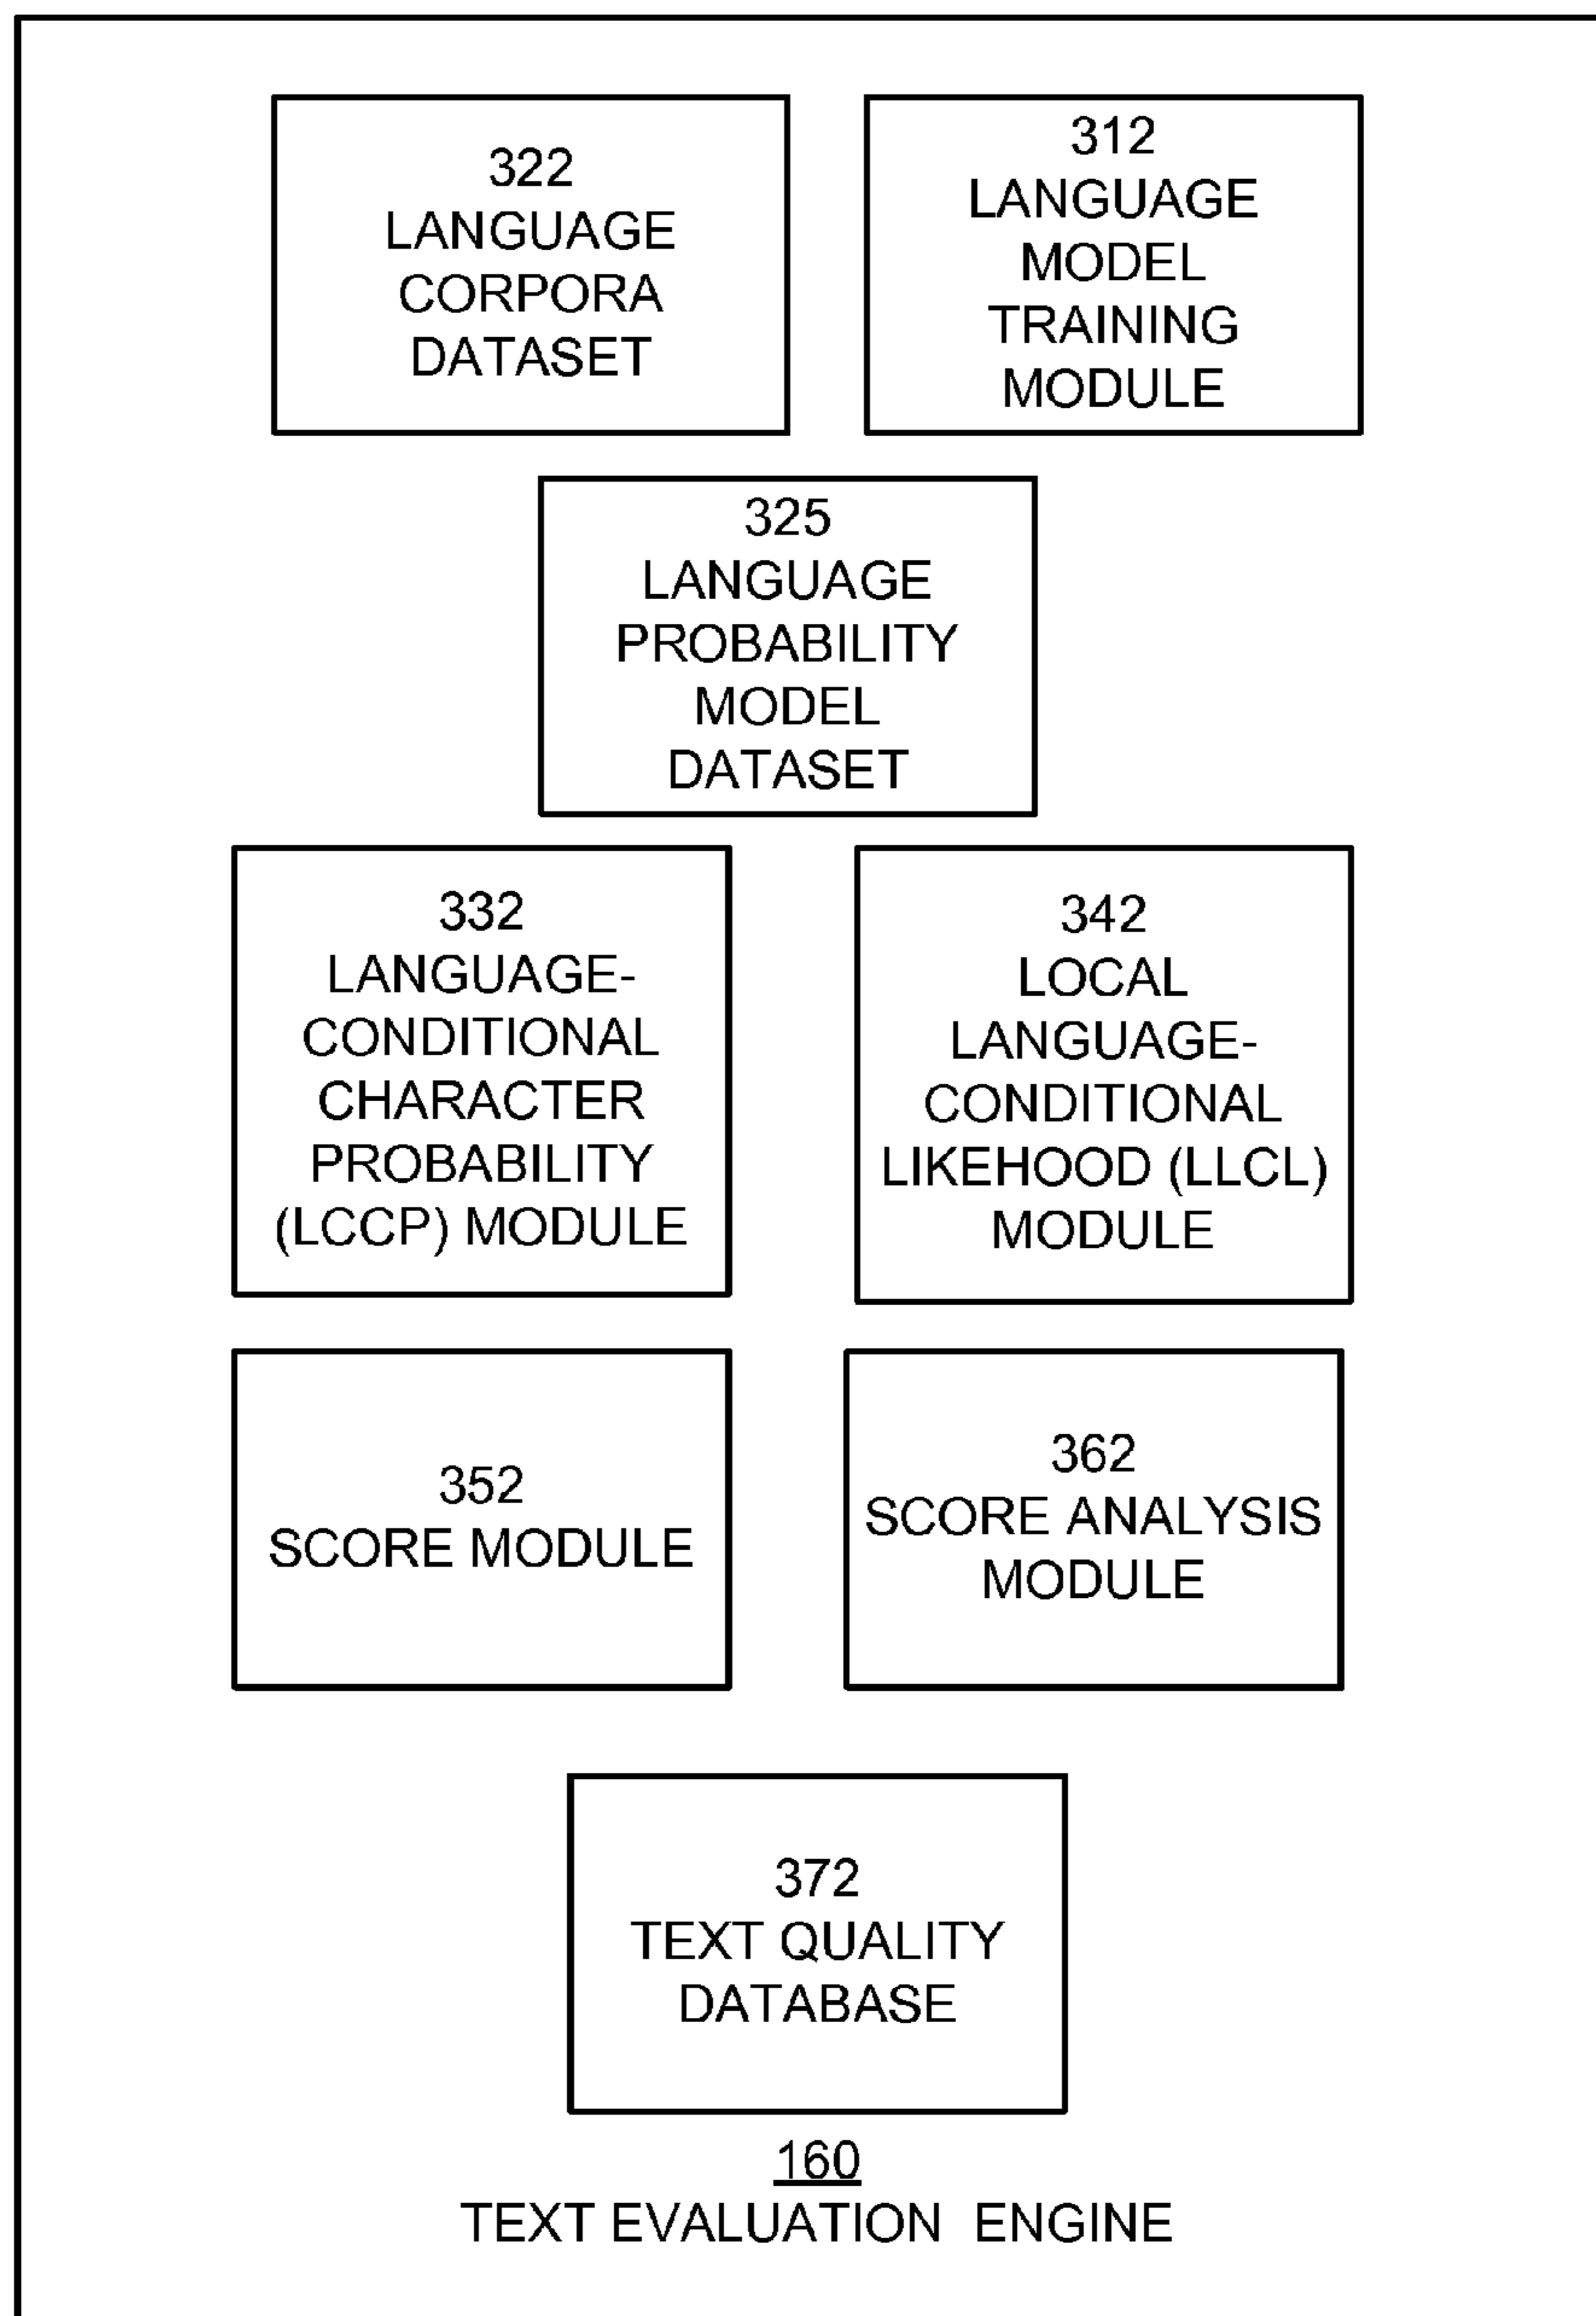 322
LANGUAGE
CORPORA
DATASET
312
LANGUAGE
MODEL
TRAINING
MODULE
325
LANGUAGE
PROBABILITY
MODEL
DATASET
332
LANGUAGE-
CONDITIONAL
CHARACTER
PROBABILITY
(LCCP) MODULE
342
LOCAL
LANGUAGE-
CONDITIONAL
LIKEHOOD (LLCL)
MODULE
352
SCORE MODULE
362
SCORE ANALYSIS
MODULE
372
TEXT QUALITY
DATABASE
160
TEXT EVALUATION ENGINE